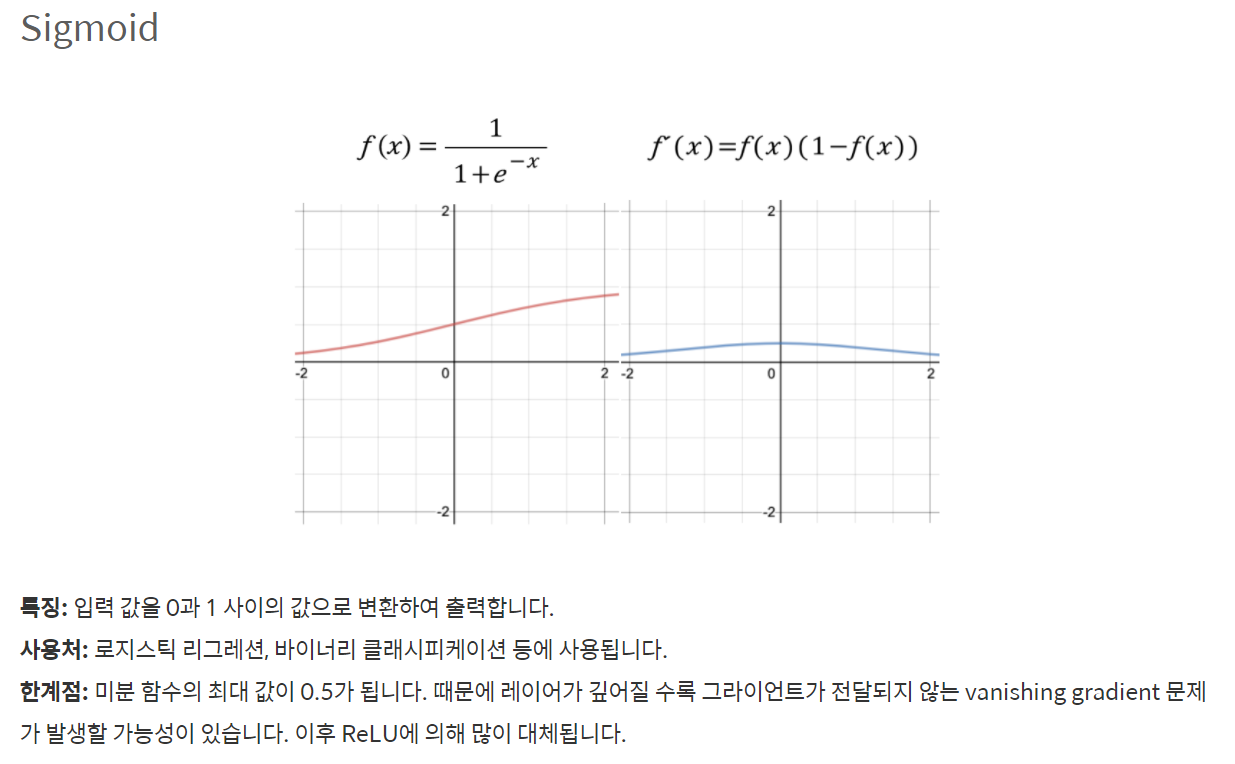 Sigmoid
f(x) = 1 / (1+e^−x)
f′(x)=f(x)(1−f(x))
2 2
-2 0 2 -2 0 2
-2 -2
특징: 입력 값을 0과 1 사이의 값으로 변환하여 출력합니다.
사용처: 로지스틱 리그레션, 바이너리 클래시피케이션 등에 사용됩니다.
한계점: 미분 함수의 최대 값이 0.5가 됩니다. 때문에 레이어가 깊어질 수록 그라이언트가 전달되지 않는 vanishing gradient 문제
가 발생할 가능성이 있습니다. 이후 ReLU에 의해 많이 대체됩니다.